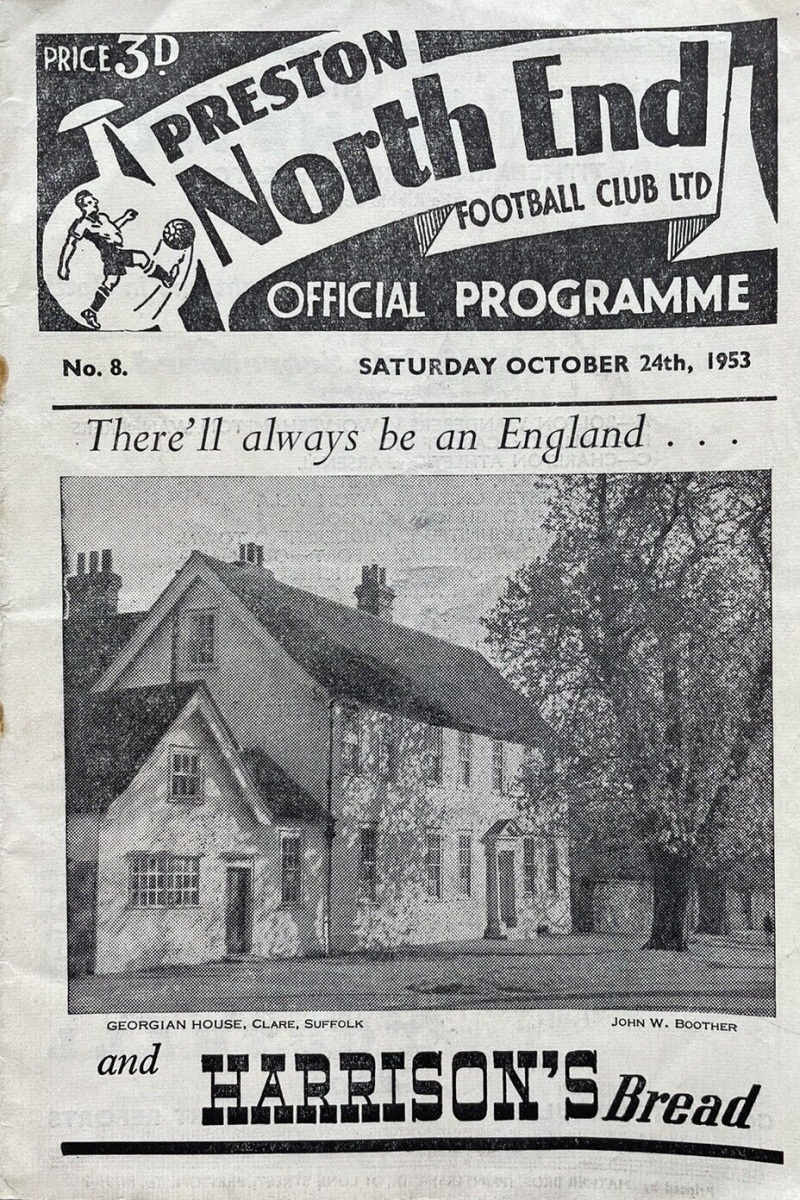 PRICE 3D
PRESTON
North End
FOOTBALL CLUB LTD
OFFICIAL PROGRAMME
No. 8. SATURDAY OCTOBER 24th, 1953
There'll always be an England . . .
GEORGIAN HOUSE, CLARE, SUFFOLK JOHN W. BOOTHER
and HARRISON'S Bread